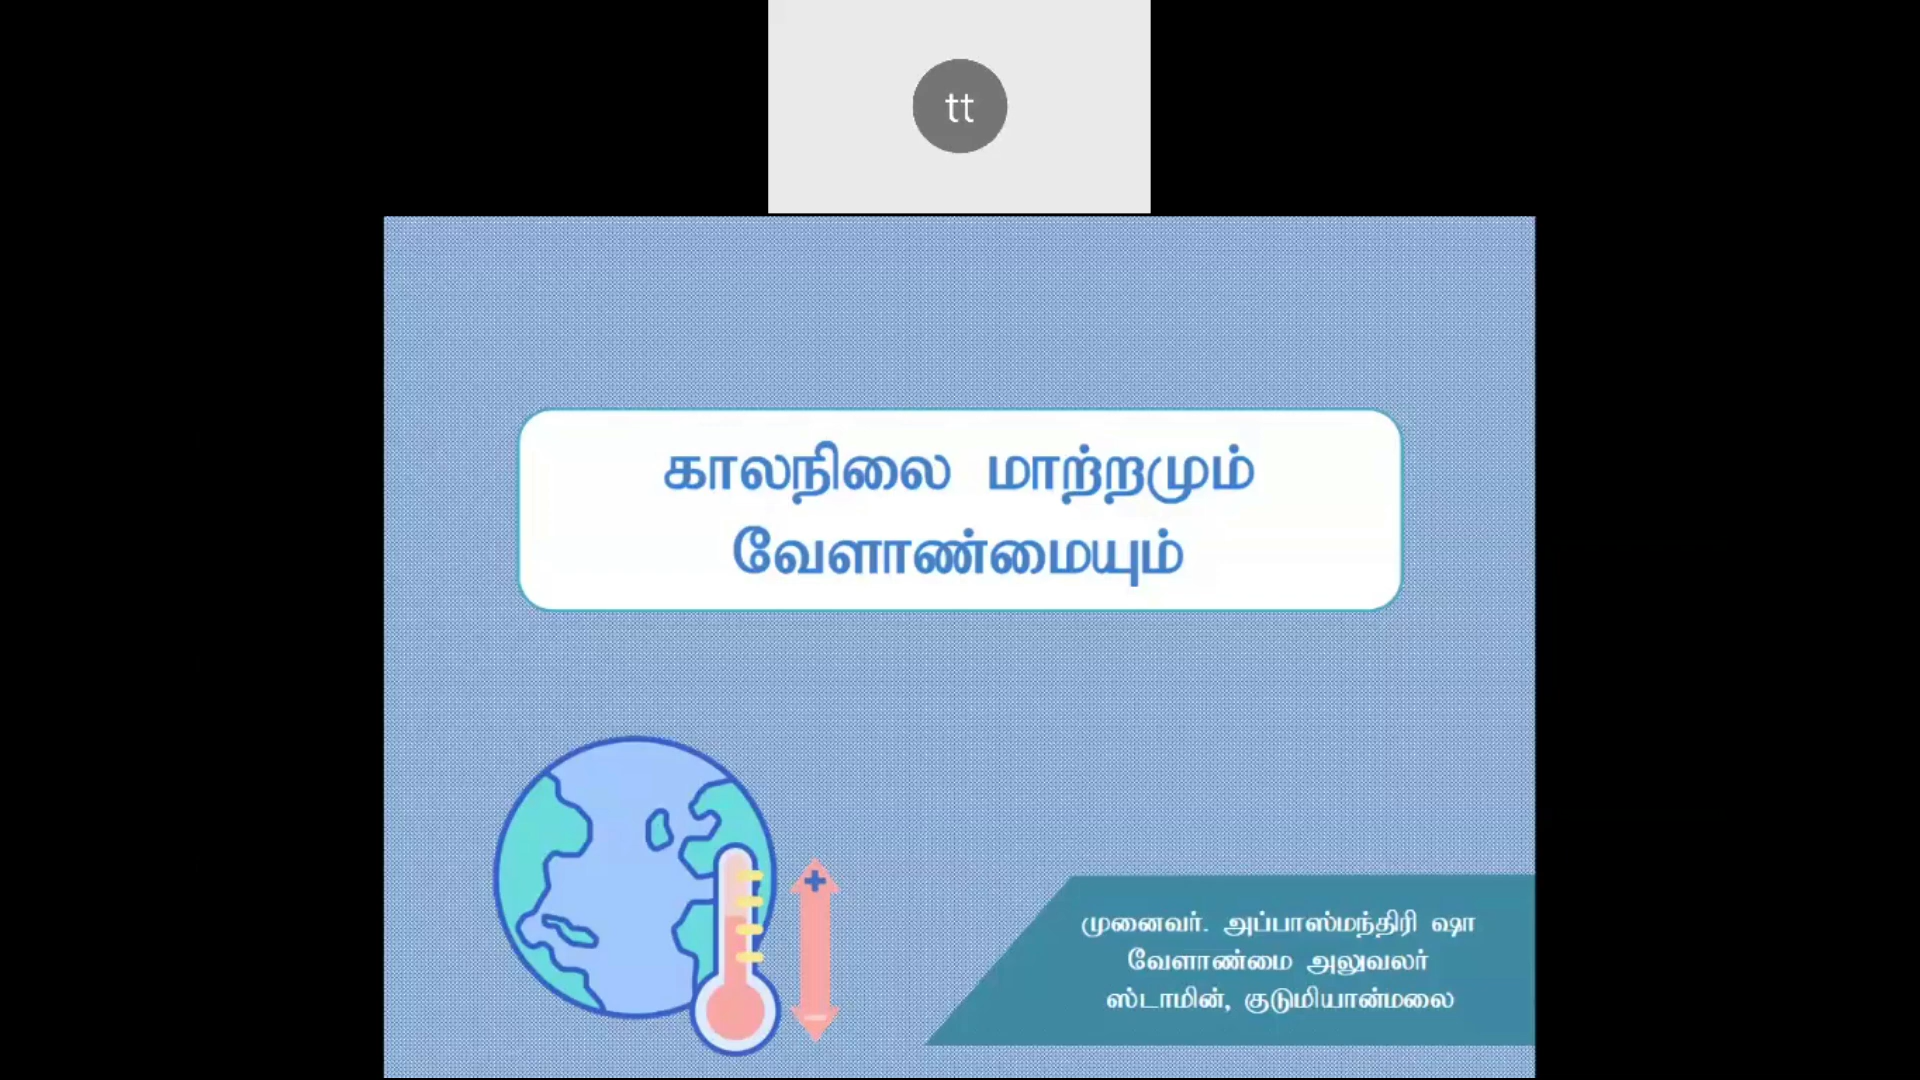 tt
காலநிலை மாற்றமும்
வேளாண்மையும்
முனைவர். அப்பாஸ்மந்திரி ஷா
வேளாண்மை அலுவலர்
ஸ்டாமின், குடுமியான்மலை